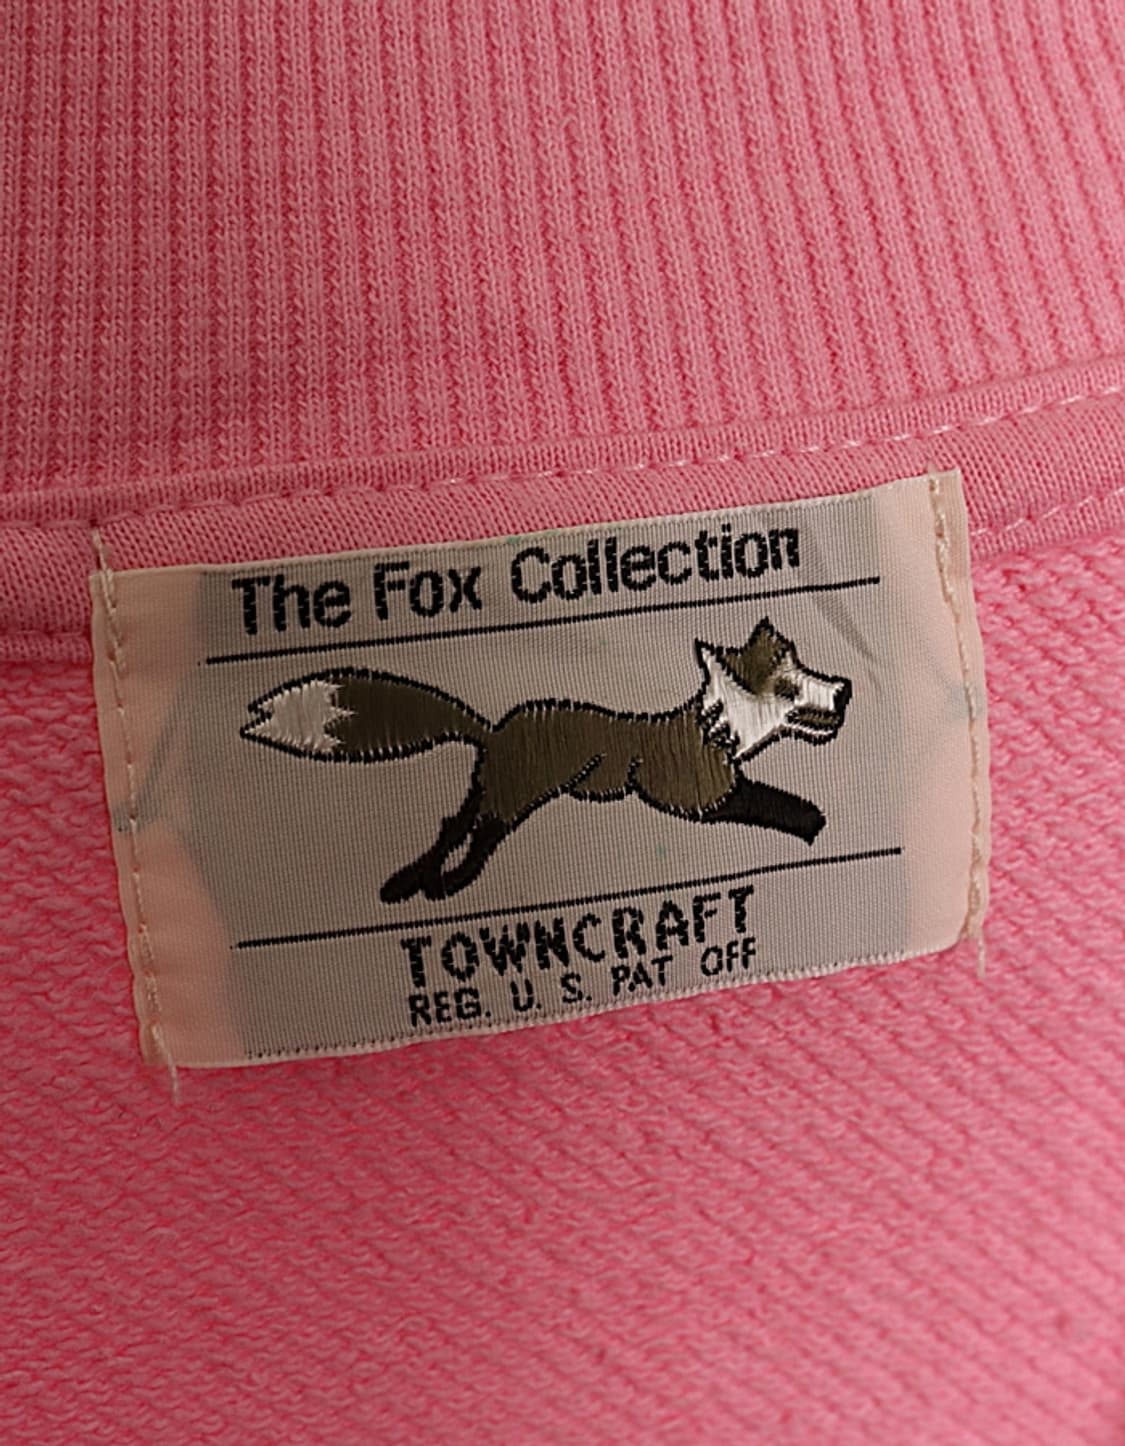 The Fox Collection
TOWNCRAFT
REG. U. S. PAT OFF